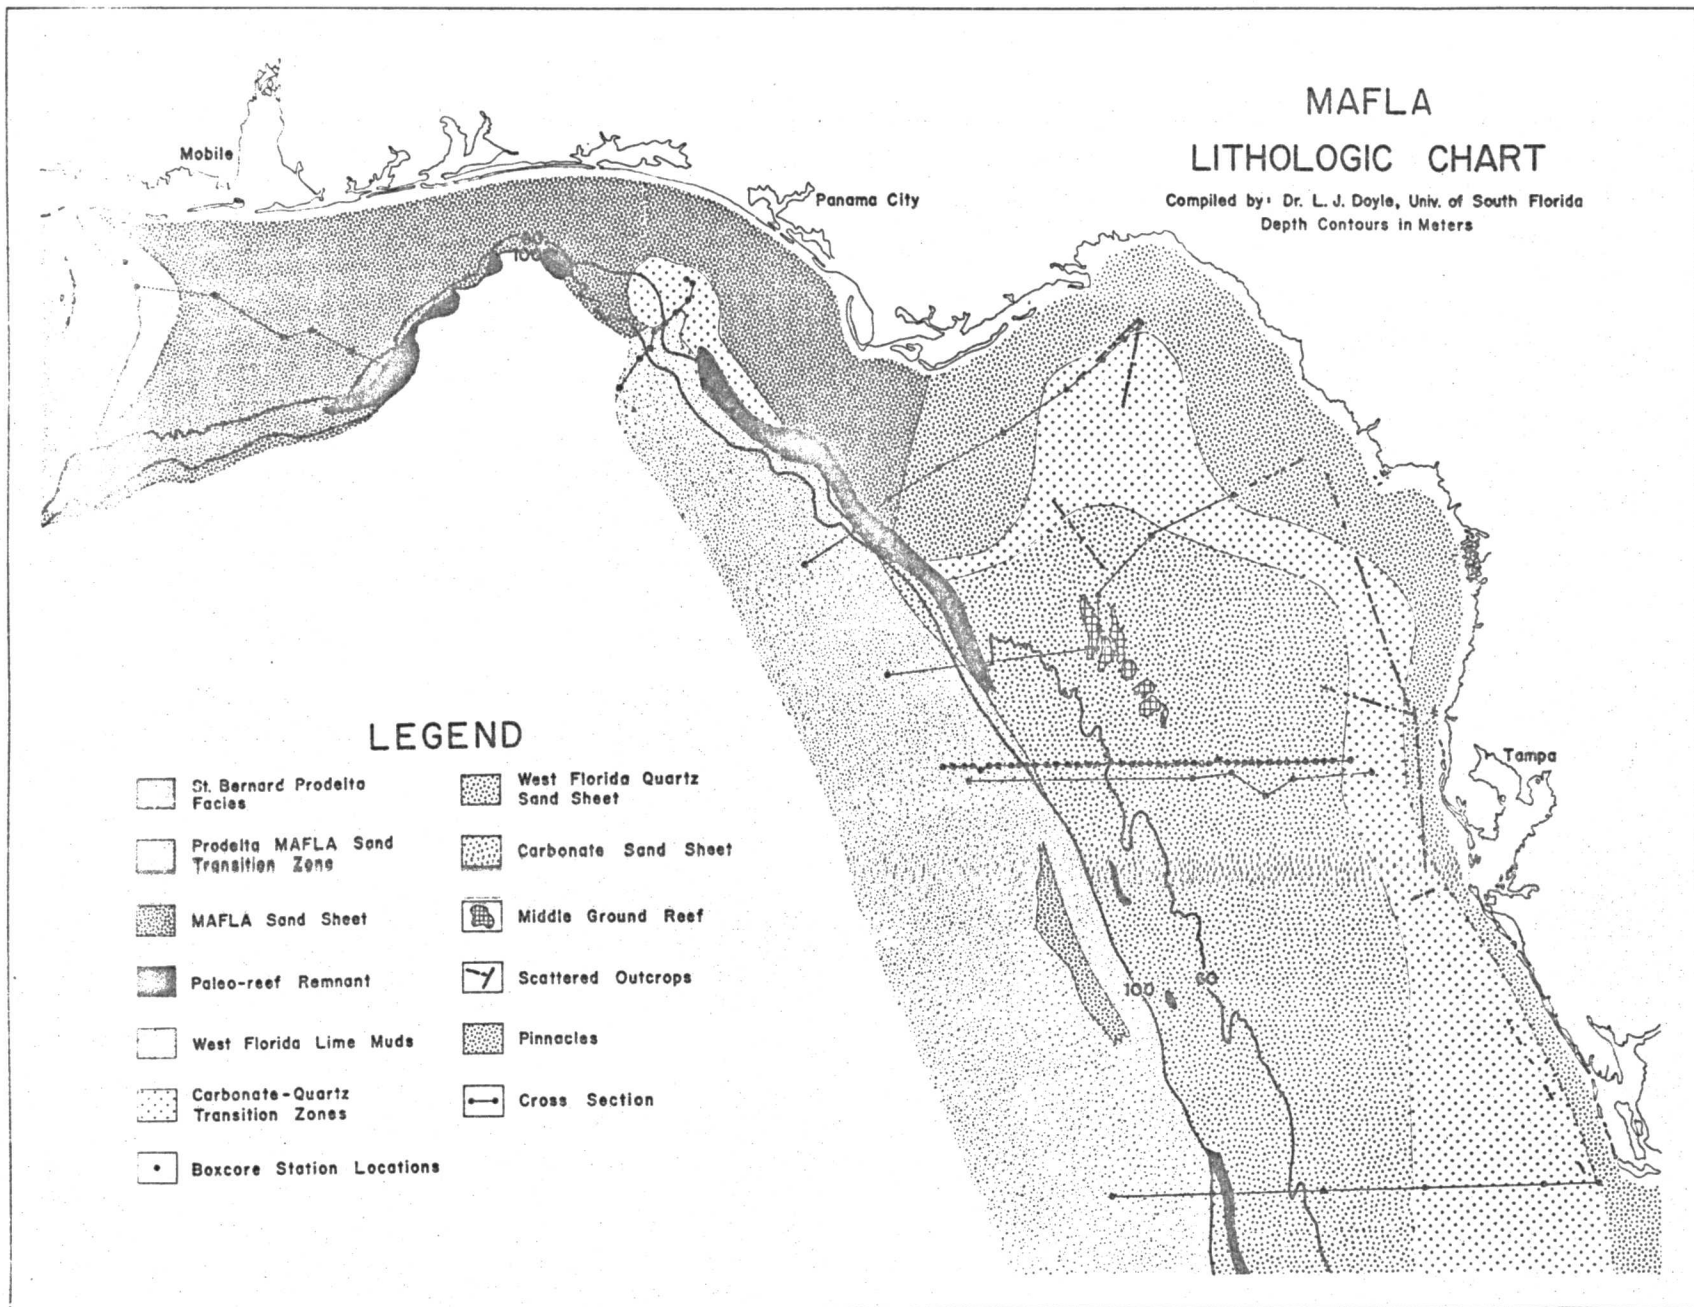 MAFLA
LITHOLOGIC CHART
Compiled by: Dr. L. J. Doyle, Univ. of South Florida
Depth Contours in Meters
Mobile
Panama City
60
100
Tampa
100
60
LEGEND
St. Bernard Prodelta
Facies
Prodelta MAFLA Sand
Transition Zone
MAFLA Sand Sheet
Paleo-reef Remnant
West Florida Lime Muds
Carbonate-Quartz
Transition Zones
Boxcore Station Locations
West Florida Quartz
Sand Sheet
Carbonate Sand Sheet
Middle Ground Reef
Scattered Outcrops
Pinnacles
Cross Section